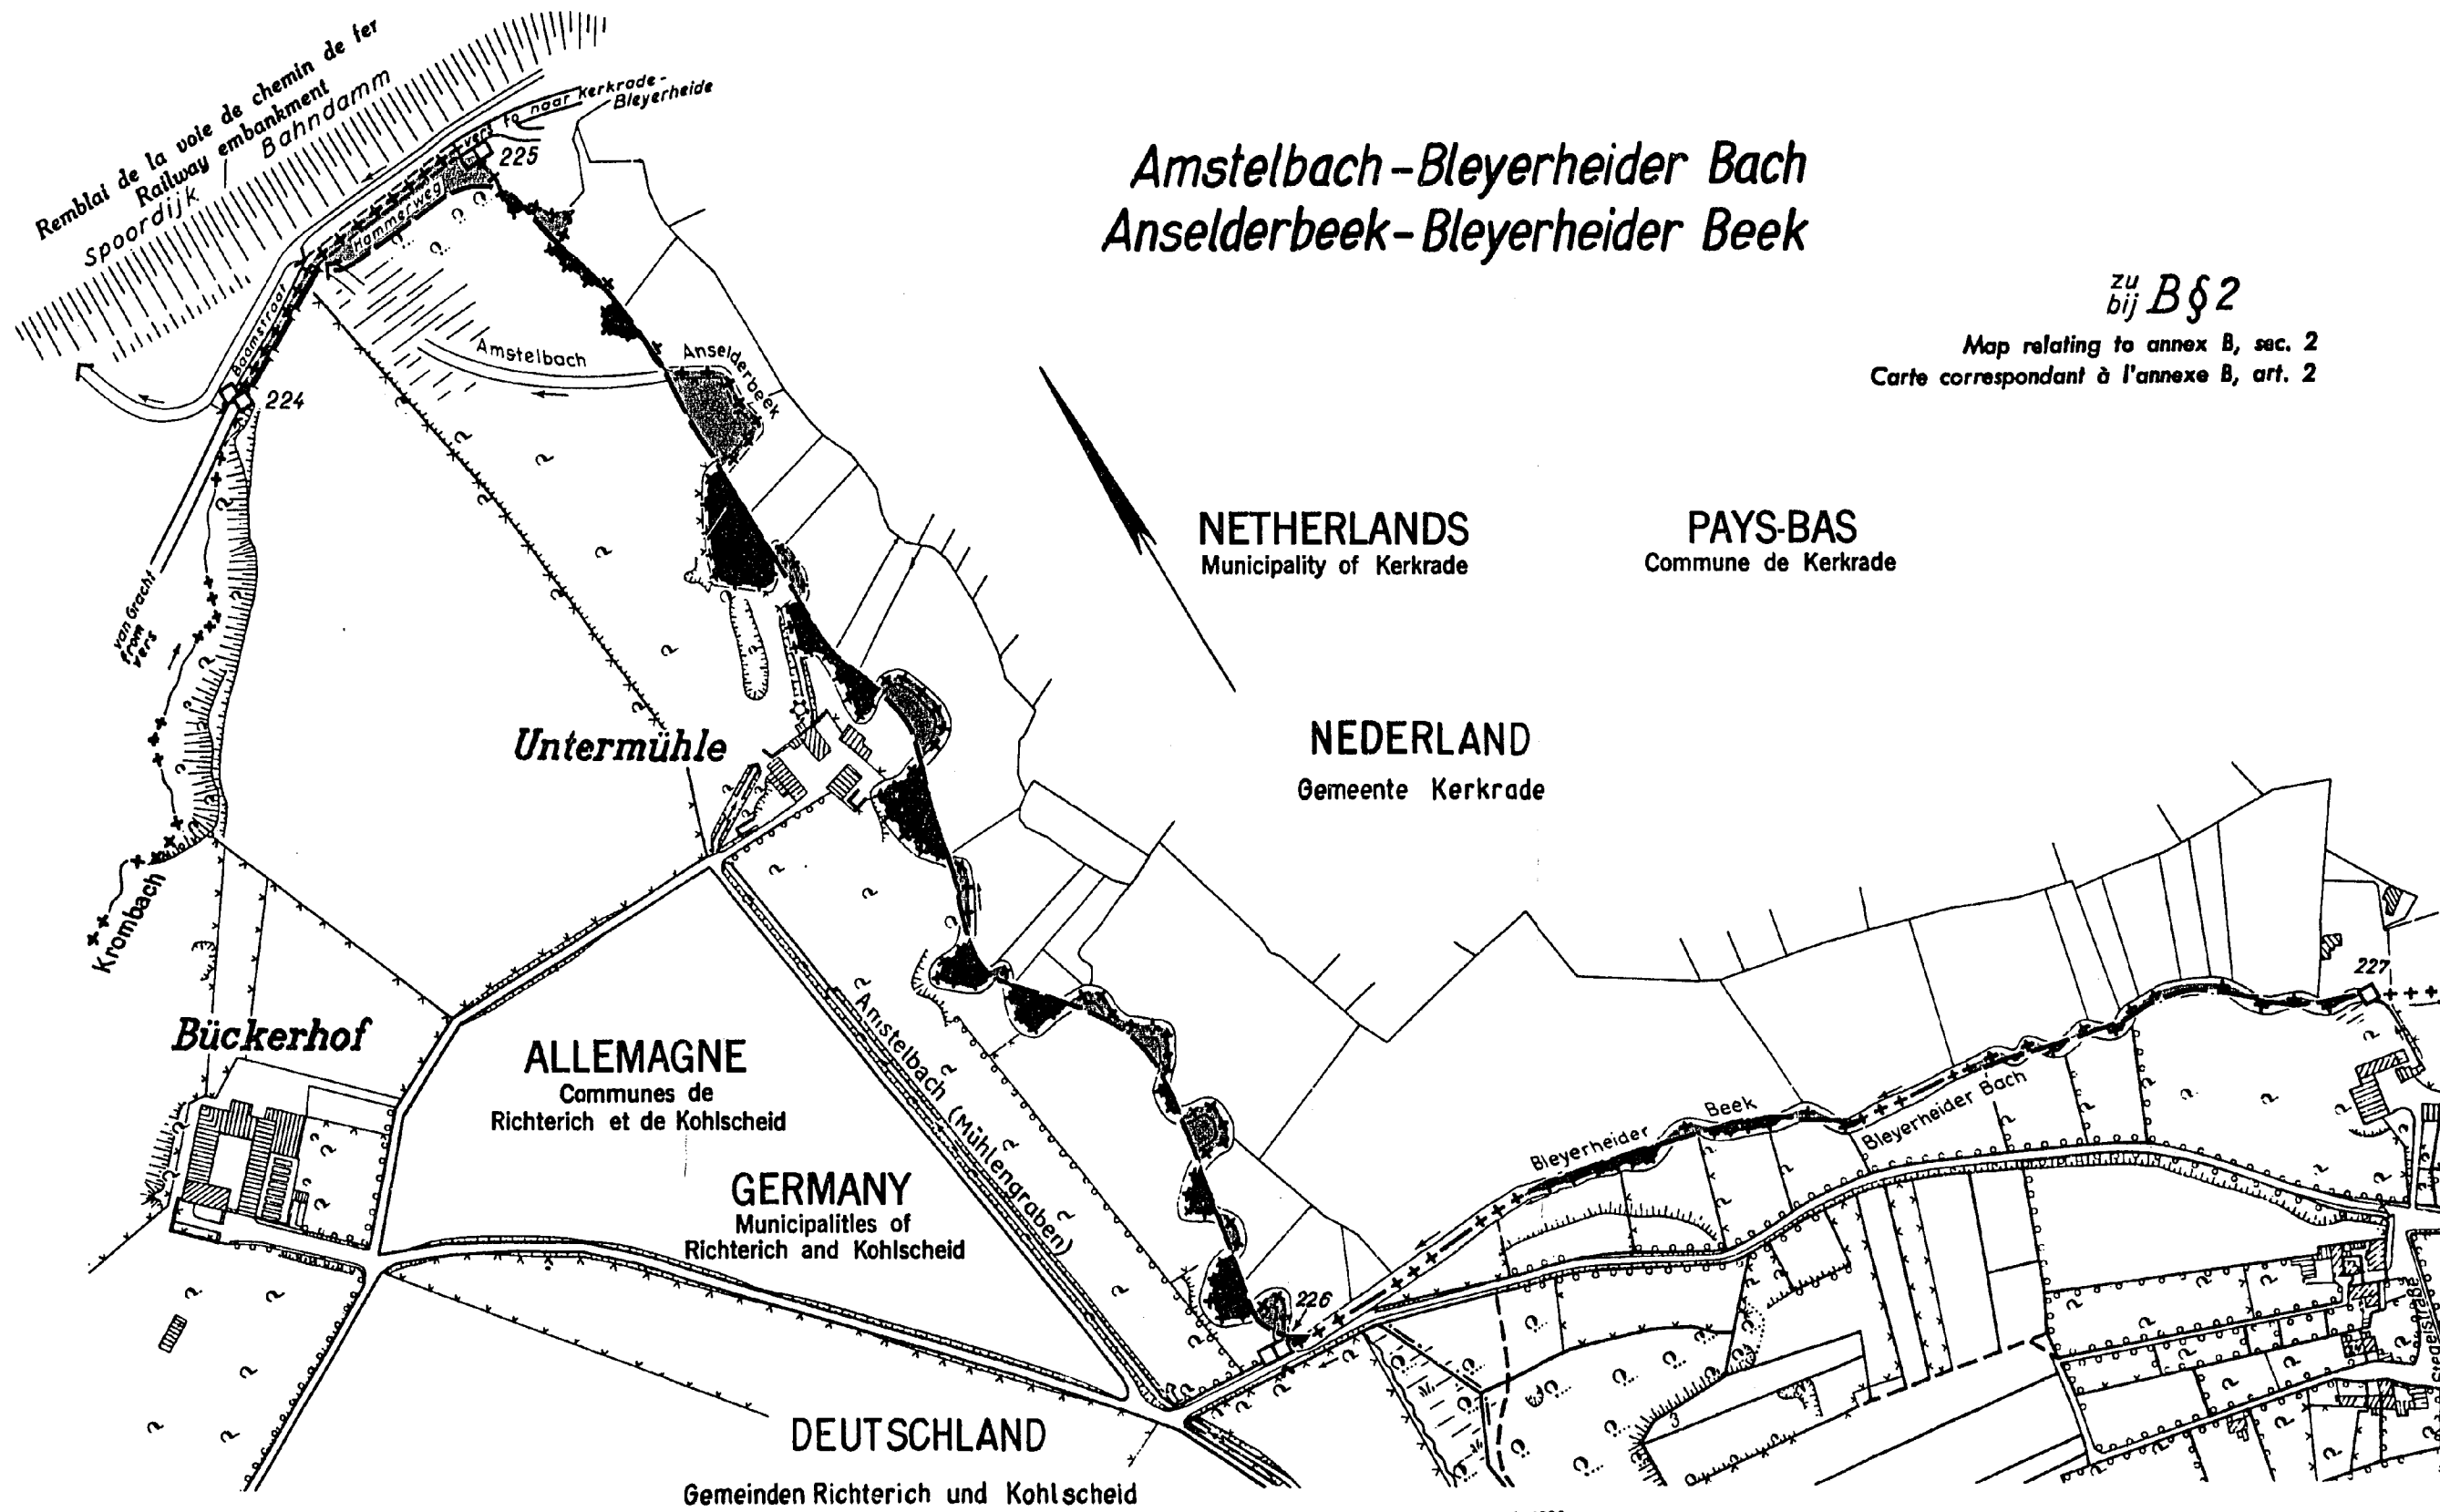 Remblai de la voie de chemin de fer
Railway embankment
Bahndamm
Spoordijk
vers to naar Kerkrade-
Bleyerheide
225
Hammerweg
Baamstraat
224
Amstelbach
Anselderbeek
Amstelbach-Bleyerheider Bach
Anselderbeek-Bleyerheider Beek
zu
bij B§2
Map relating to annex B, sec. 2
Carte correspondant à l'annexe B, art. 2
NETHERLANDS
Municipality of Kerkrade
PAYS-BAS
Commune de Kerkrade
NEDERLAND
Gemeente Kerkrade
van Gracht
from
vers
Krombach
Untermühle
Bückerhof
ALLEMAGNE
Communes de
Richterich et de Kohlscheid
GERMANY
Municipalities of
Richterich and Kohlscheid
DEUTSCHLAND
Gemeinden Richterich und Kohlscheid
Amstelbach (Mühlengraben)
226
Bleyerheider Beek
Bleyerheider Bach
227
3
3